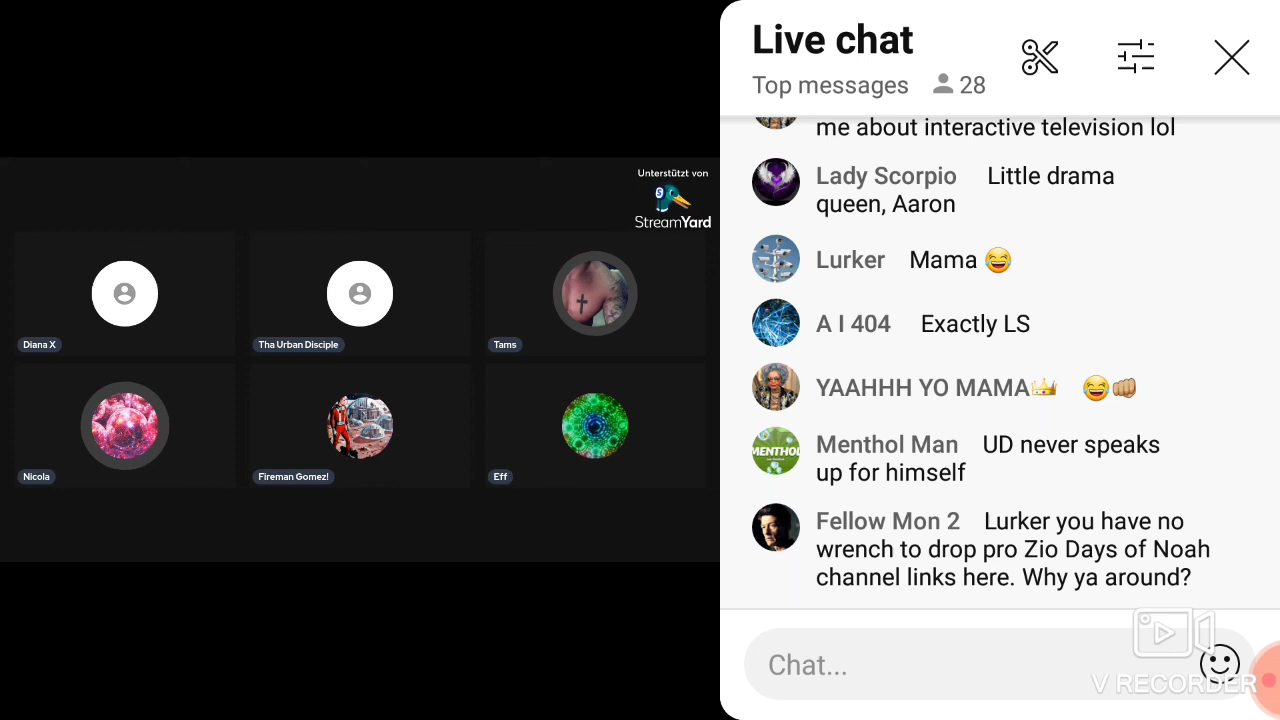 Unterstützt von
S
StreamYard
Diana X
Tha Urban Disciple
Tams
Nicola
Fireman Gomez!
Eff
Live chat
Top messages 28
me about interactive television lol
Lady Scorpio Little drama
queen, Aaron
Lurker Mama 😂
A I 404 Exactly LS
YAAHHH YO MAMA👑 😂👊🏽
MENTHOL
Menthol Man UD never speaks
up for himself
Fellow Mon 2 Lurker you have no
wrench to drop pro Zio Days of Noah
channel links here. Why ya around?
Chat...
V RECORDER